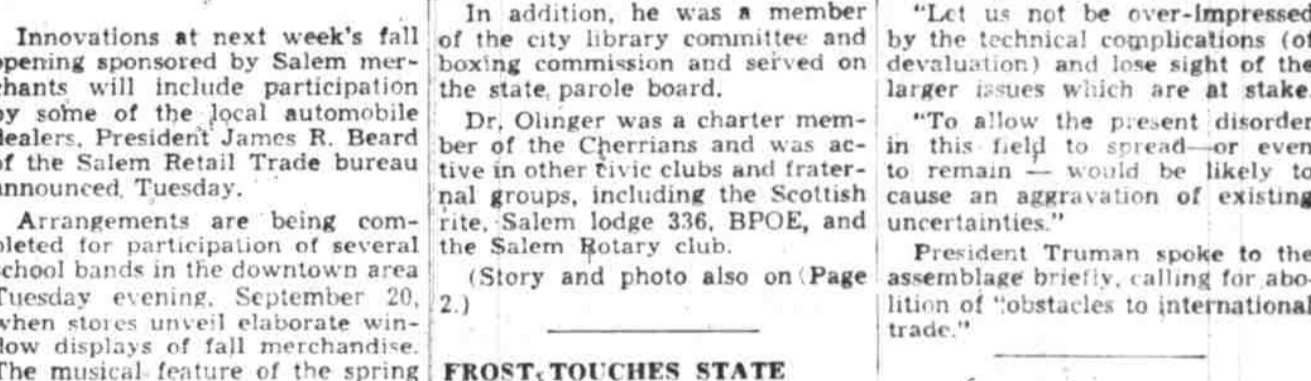 Innovations at next week's fall
opening sponsored by Salem mer-
chants will include participation
by some of the local automobile
dealers, President James R. Beard
of the Salem Retail Trade bureau
announced Tuesday.
Arrangements are being com-
pleted for participation of several
school bands in the downtown area
Tuesday evening, September 20,
when stores unveil elaborate win-
dow displays of fall merchandise.
The musical feature of the spring
In addition, he was a member
of the city library committee and
boxing commission and served on
the state parole board.
Dr. Olinger was a charter mem-
ber of the Cherrians and was ac-
tive in other civic clubs and frater-
nal groups, including the Scottish
rite, Salem lodge 336, BPOE, and
the Salem Rotary club.
(Story and photo also on Page
2.)
FROST TOUCHES STATE
"Let us not be over-impressed
by the technical complications (of
devaluation) and lose sight of the
larger issues which are at stake.
"To allow the present disorder
in this field to spread—or even
to remain — would be likely to
cause an aggravation of existing
uncertainties."
President Truman spoke to the
assemblage briefly, calling for abo-
lition of "obstacles to international
trade."